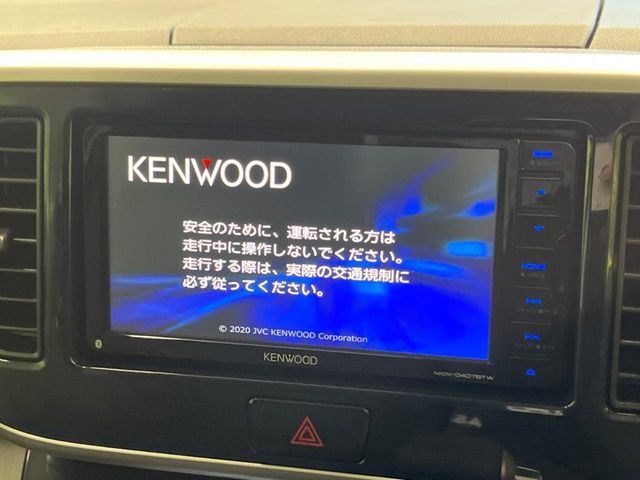 KENWOOD
安全のために、運転される方は
走行中に操作しないでください。
走行する際は、実際の交通規制に
必ず従ってください。
© 2020 JVC KENWOOD Corporation
KENWOOD
MDV-D407BTW